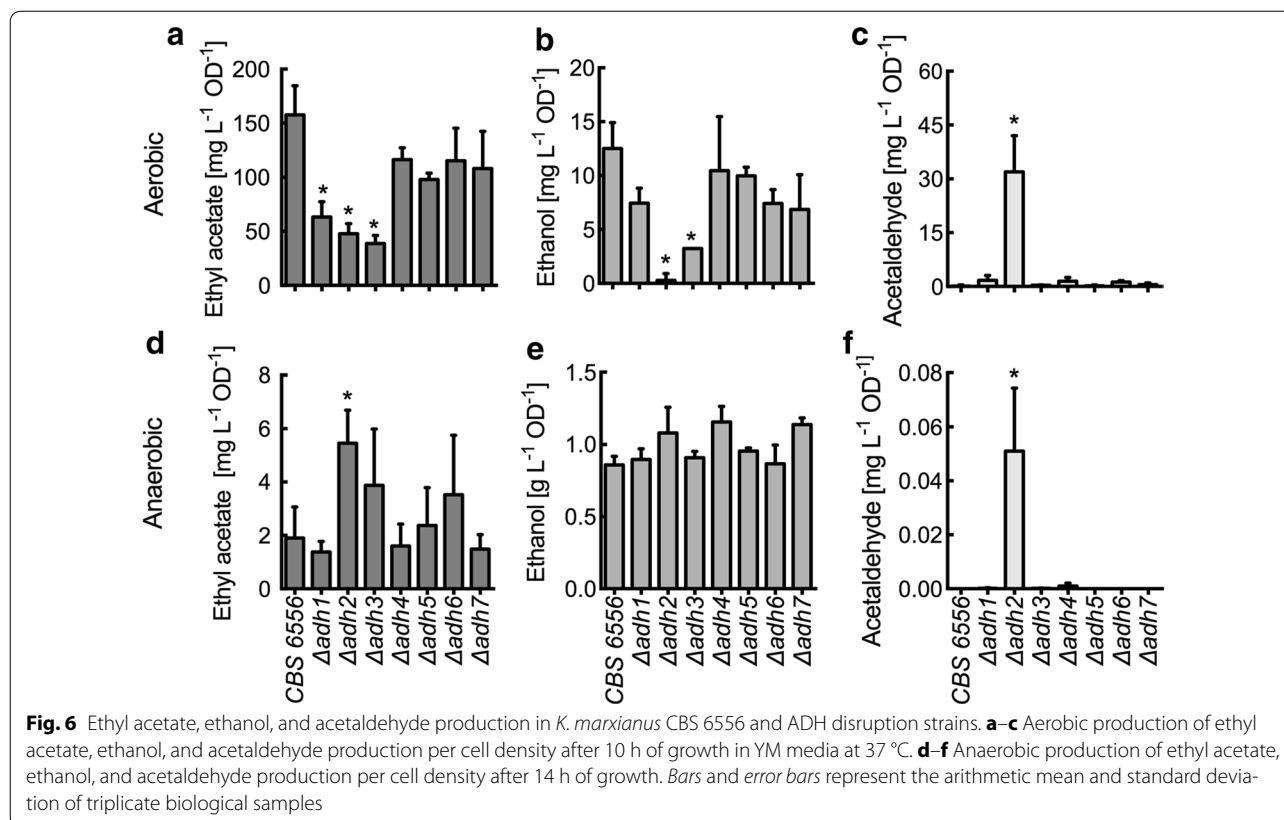 a
b
c
Aerobic
Ethyl acetate [mg L⁻¹ OD⁻¹]
200
150
100
50
0
* * *
Ethanol [mg L⁻¹ OD⁻¹]
20
15
10
5
0
* *
Acetaldehyde [mg L⁻¹ OD⁻¹]
60
45
30
15
0
*
d
e
f
Anaerobic
Ethyl acetate [mg L⁻¹ OD⁻¹]
8
6
4
2
0
*
CBS 6556
Δadh1
Δadh2
Δadh3
Δadh4
Δadh5
Δadh6
Δadh7
Ethanol [g L⁻¹ OD⁻¹]
1.5
1.0
0.5
0.0
CBS 6556
Δadh1
Δadh2
Δadh3
Δadh4
Δadh5
Δadh6
Δadh7
Acetaldehyde [mg L⁻¹ OD⁻¹]
0.08
0.06
0.04
0.02
0.00
*
CBS 6556
Δadh1
Δadh2
Δadh3
Δadh4
Δadh5
Δadh6
Δadh7
Fig. 6 Ethyl acetate, ethanol, and acetaldehyde production in K. marxianus CBS 6556 and ADH disruption strains. a–c Aerobic production of ethyl
acetate, ethanol, and acetaldehyde production per cell density after 10 h of growth in YM media at 37 °C. d–f Anaerobic production of ethyl acetate,
ethanol, and acetaldehyde production per cell density after 14 h of growth. Bars and error bars represent the arithmetic mean and standard devia-
tion of triplicate biological samples